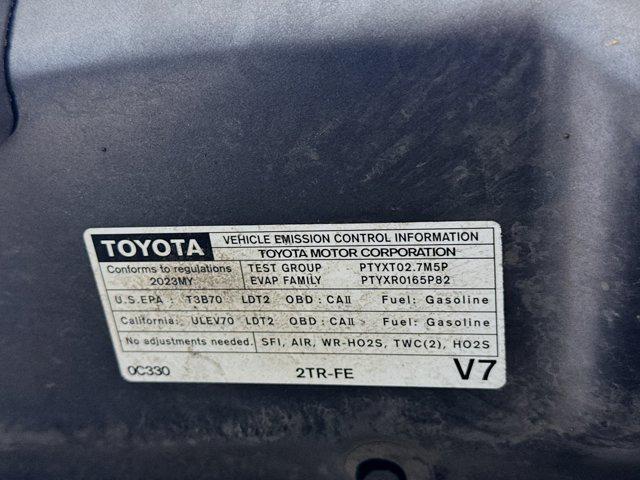 TOYOTA VEHICLE EMISSION CONTROL INFORMATION
TOYOTA MOTOR CORPORATION
Conforms to regulations TEST GROUP PTYXT02.7M5P
2023MY EVAP FAMILY PTYXR0165P82
U.S.EPA : T3B70 LDT2 OBD : CAII Fuel: Gasoline
California: ULEV70 LDT2 OBD : CAII Fuel: Gasoline
No adjustments needed. SFI, AIR, WR-HO2S, TWC(2), HO2S
0C330 2TR-FE V7